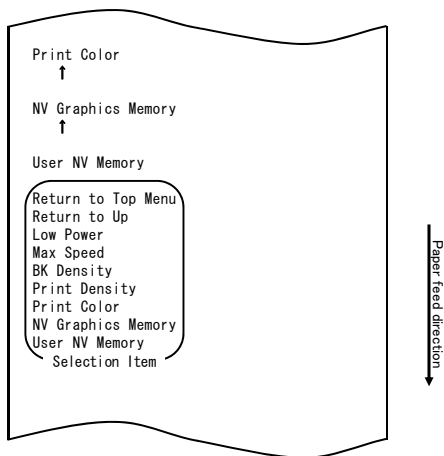 Print Color
↑
NV Graphics Memory
↑
User NV Memory
Return to Top Menu
Return to Up
Low Power
Max Speed
BK Density
Print Density
Print Color
NV Graphics Memory
User NV Memory
Selection Item
Paper feed direction